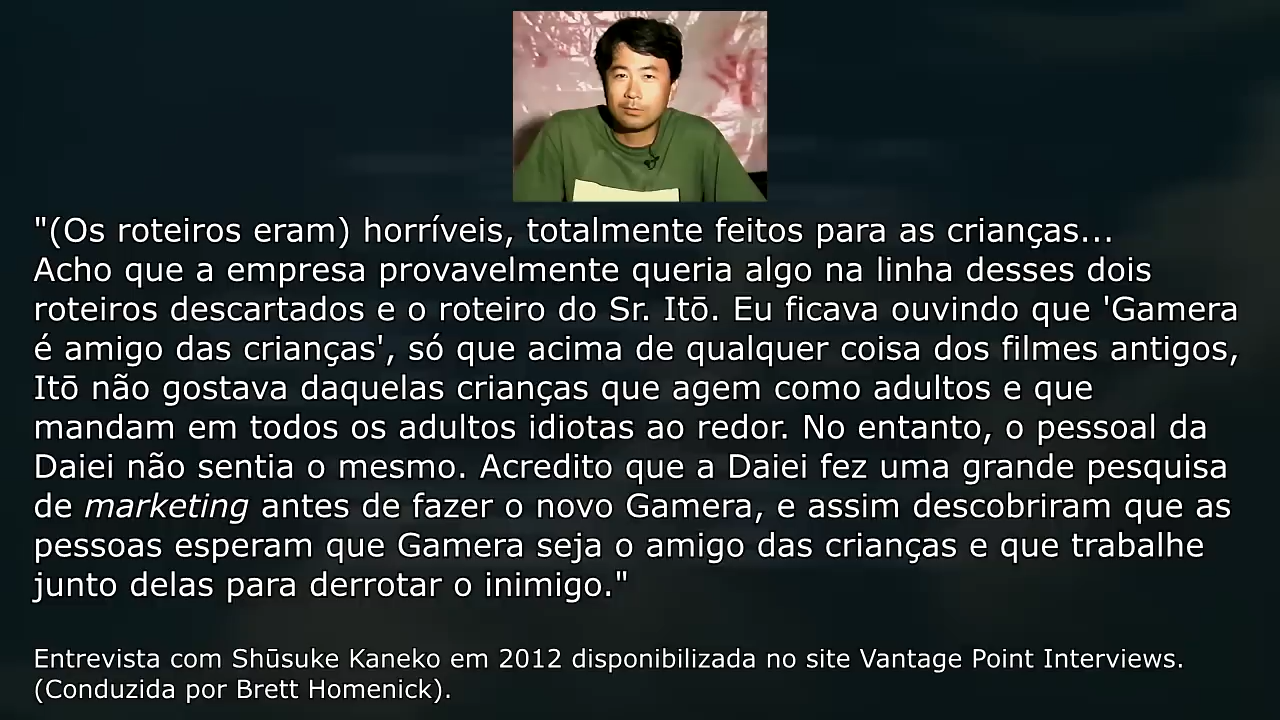 "(Os roteiros eram) horríveis, totalmente feitos para as crianças...
Acho que a empresa provavelmente queria algo na linha desses dois
roteiros descartados e o roteiro do Sr. Itō. Eu ficava ouvindo que 'Gamera
é amigo das crianças', só que acima de qualquer coisa dos filmes antigos,
Itō não gostava daquelas crianças que agem como adultos e que
mandam em todos os adultos idiotas ao redor. No entanto, o pessoal da
Daiei não sentia o mesmo. Acredito que a Daiei fez uma grande pesquisa
de marketing antes de fazer o novo Gamera, e assim descobriram que as
pessoas esperam que Gamera seja o amigo das crianças e que trabalhe
junto delas para derrotar o inimigo."
Entrevista com Shūsuke Kaneko em 2012 disponibilizada no site Vantage Point Interviews.
(Conduzida por Brett Homenick).